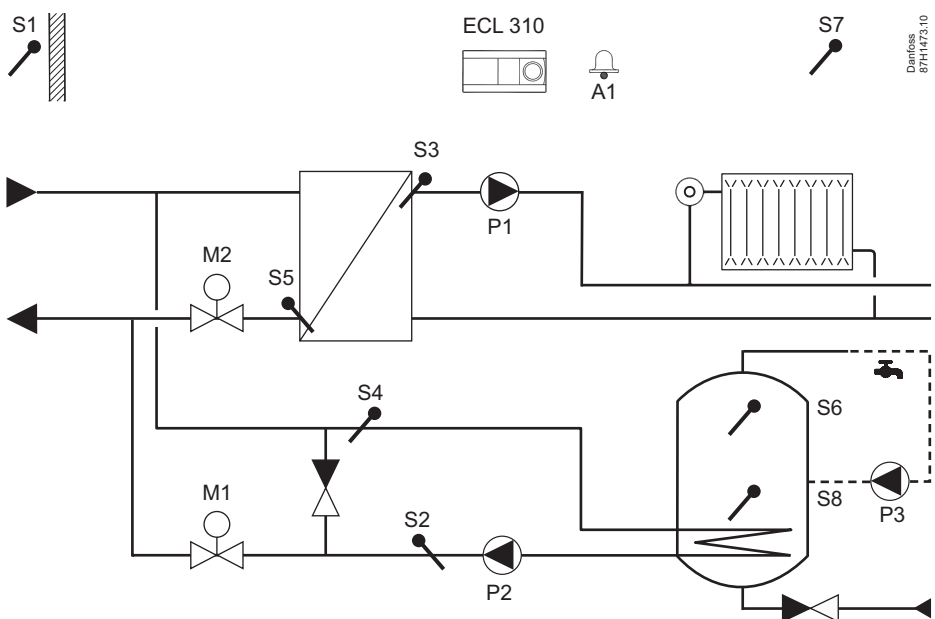 S1
ECL 310
S7
Danfoss
87H1473.10
A1
S3
P1
M2
S5
S4
S6
M1
S2
S8
P3
P2